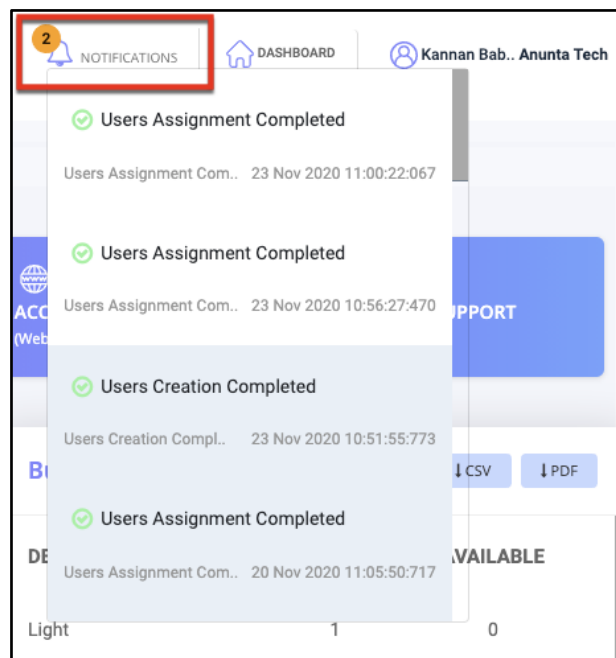 2
NOTIFICATIONS
DASHBOARD
Kannan Bab.. Anunta Tech
Users Assignment Completed
Users Assignment Com.. 23 Nov 2020 11:00:22:067
Users Assignment Completed
Users Assignment Com.. 23 Nov 2020 10:56:27:470
www
ACC
(Web
UPPORT
Users Creation Completed
Users Creation Compl.. 23 Nov 2020 10:51:55:773
CSV
PDF
Users Assignment Completed
Users Assignment Com.. 20 Nov 2020 11:05:50:717
DE
AVAILABLE
Light 1 0